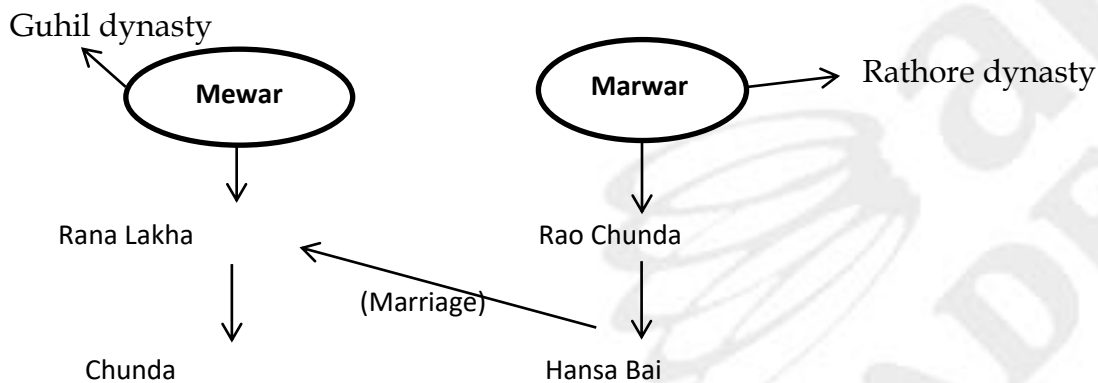 Guhil dynasty
Mewar
Marwar
Rathore dynasty
Rana Lakha
Rao Chunda
(Marriage)
Chunda
Hansa Bai